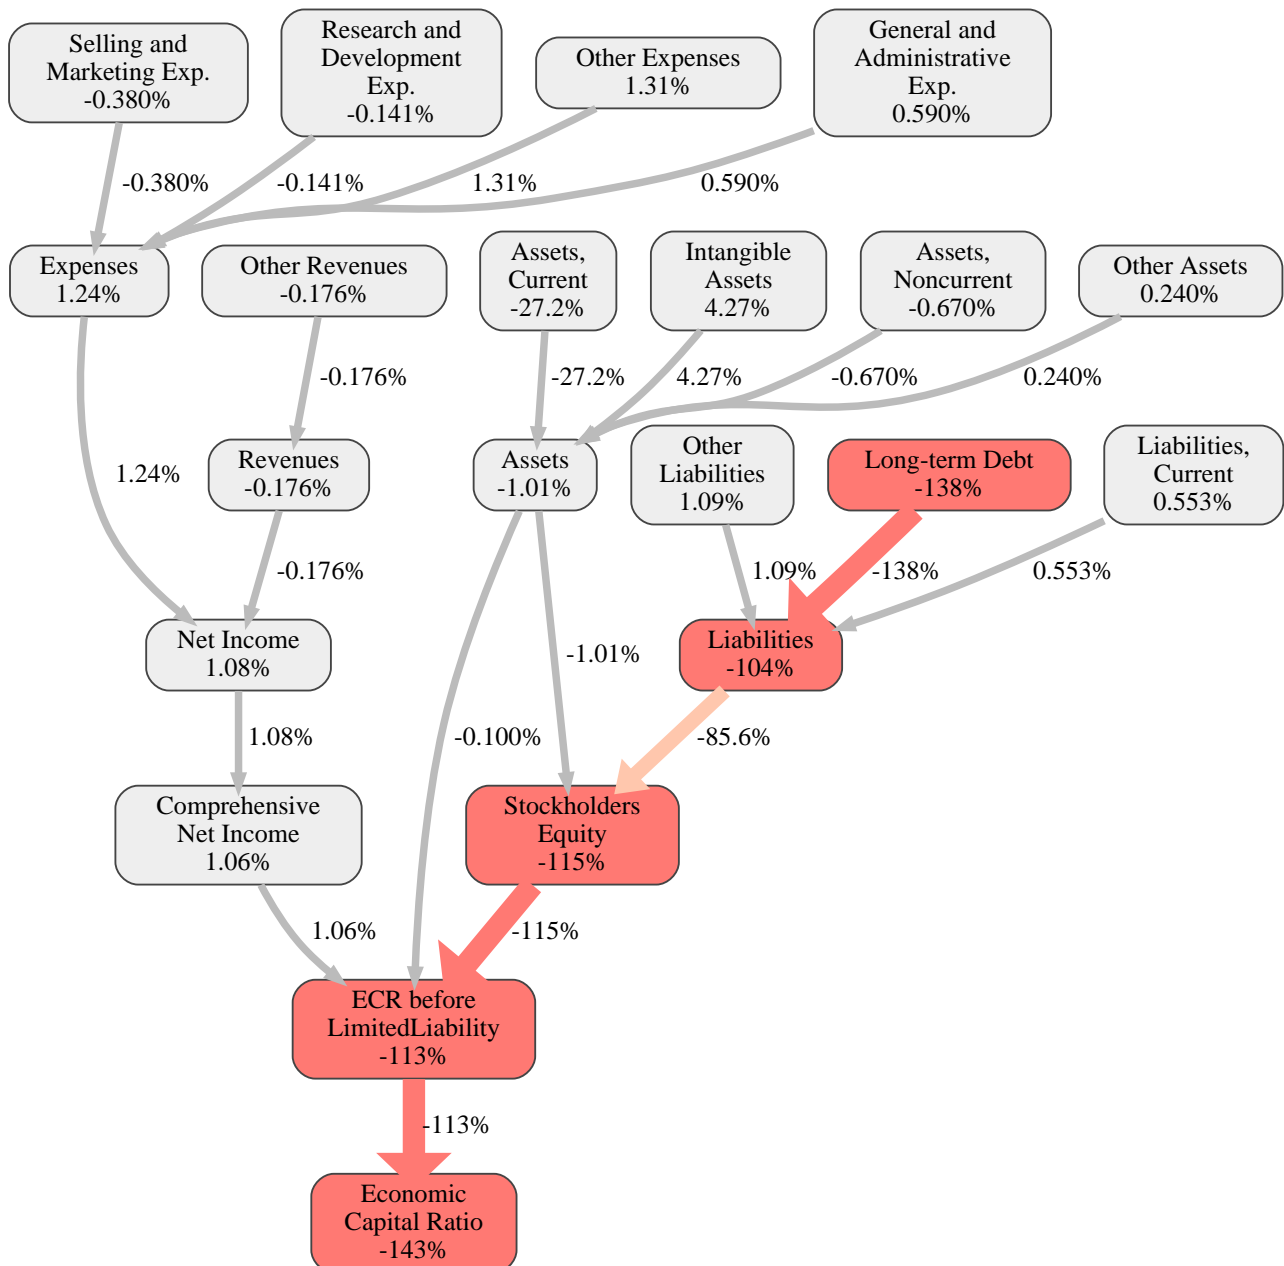 Selling and
Marketing Exp.
-0.380%
Research and
Development
Exp.
-0.141%
Other Expenses
1.31%
General and
Administrative
Exp.
0.590%
-0.380%
-0.141%
1.31%
0.590%
Expenses
1.24%
Other Revenues
-0.176%
Assets,
Current
-27.2%
Intangible
Assets
4.27%
Assets,
Noncurrent
-0.670%
Other Assets
0.240%
-0.176%
-27.2%
4.27%
-0.670%
0.240%
1.24%
Revenues
-0.176%
Assets
-1.01%
Other
Liabilities
1.09%
Long-term Debt
-138%
Liabilities,
Current
0.553%
-0.176%
1.09%
-138%
0.553%
Net Income
1.08%
-1.01%
Liabilities
-104%
1.08%
-0.100%
-85.6%
Comprehensive
Net Income
1.06%
Stockholders
Equity
-115%
1.06%
-115%
ECR before
LimitedLiability
-113%
-113%
Economic
Capital Ratio
-143%